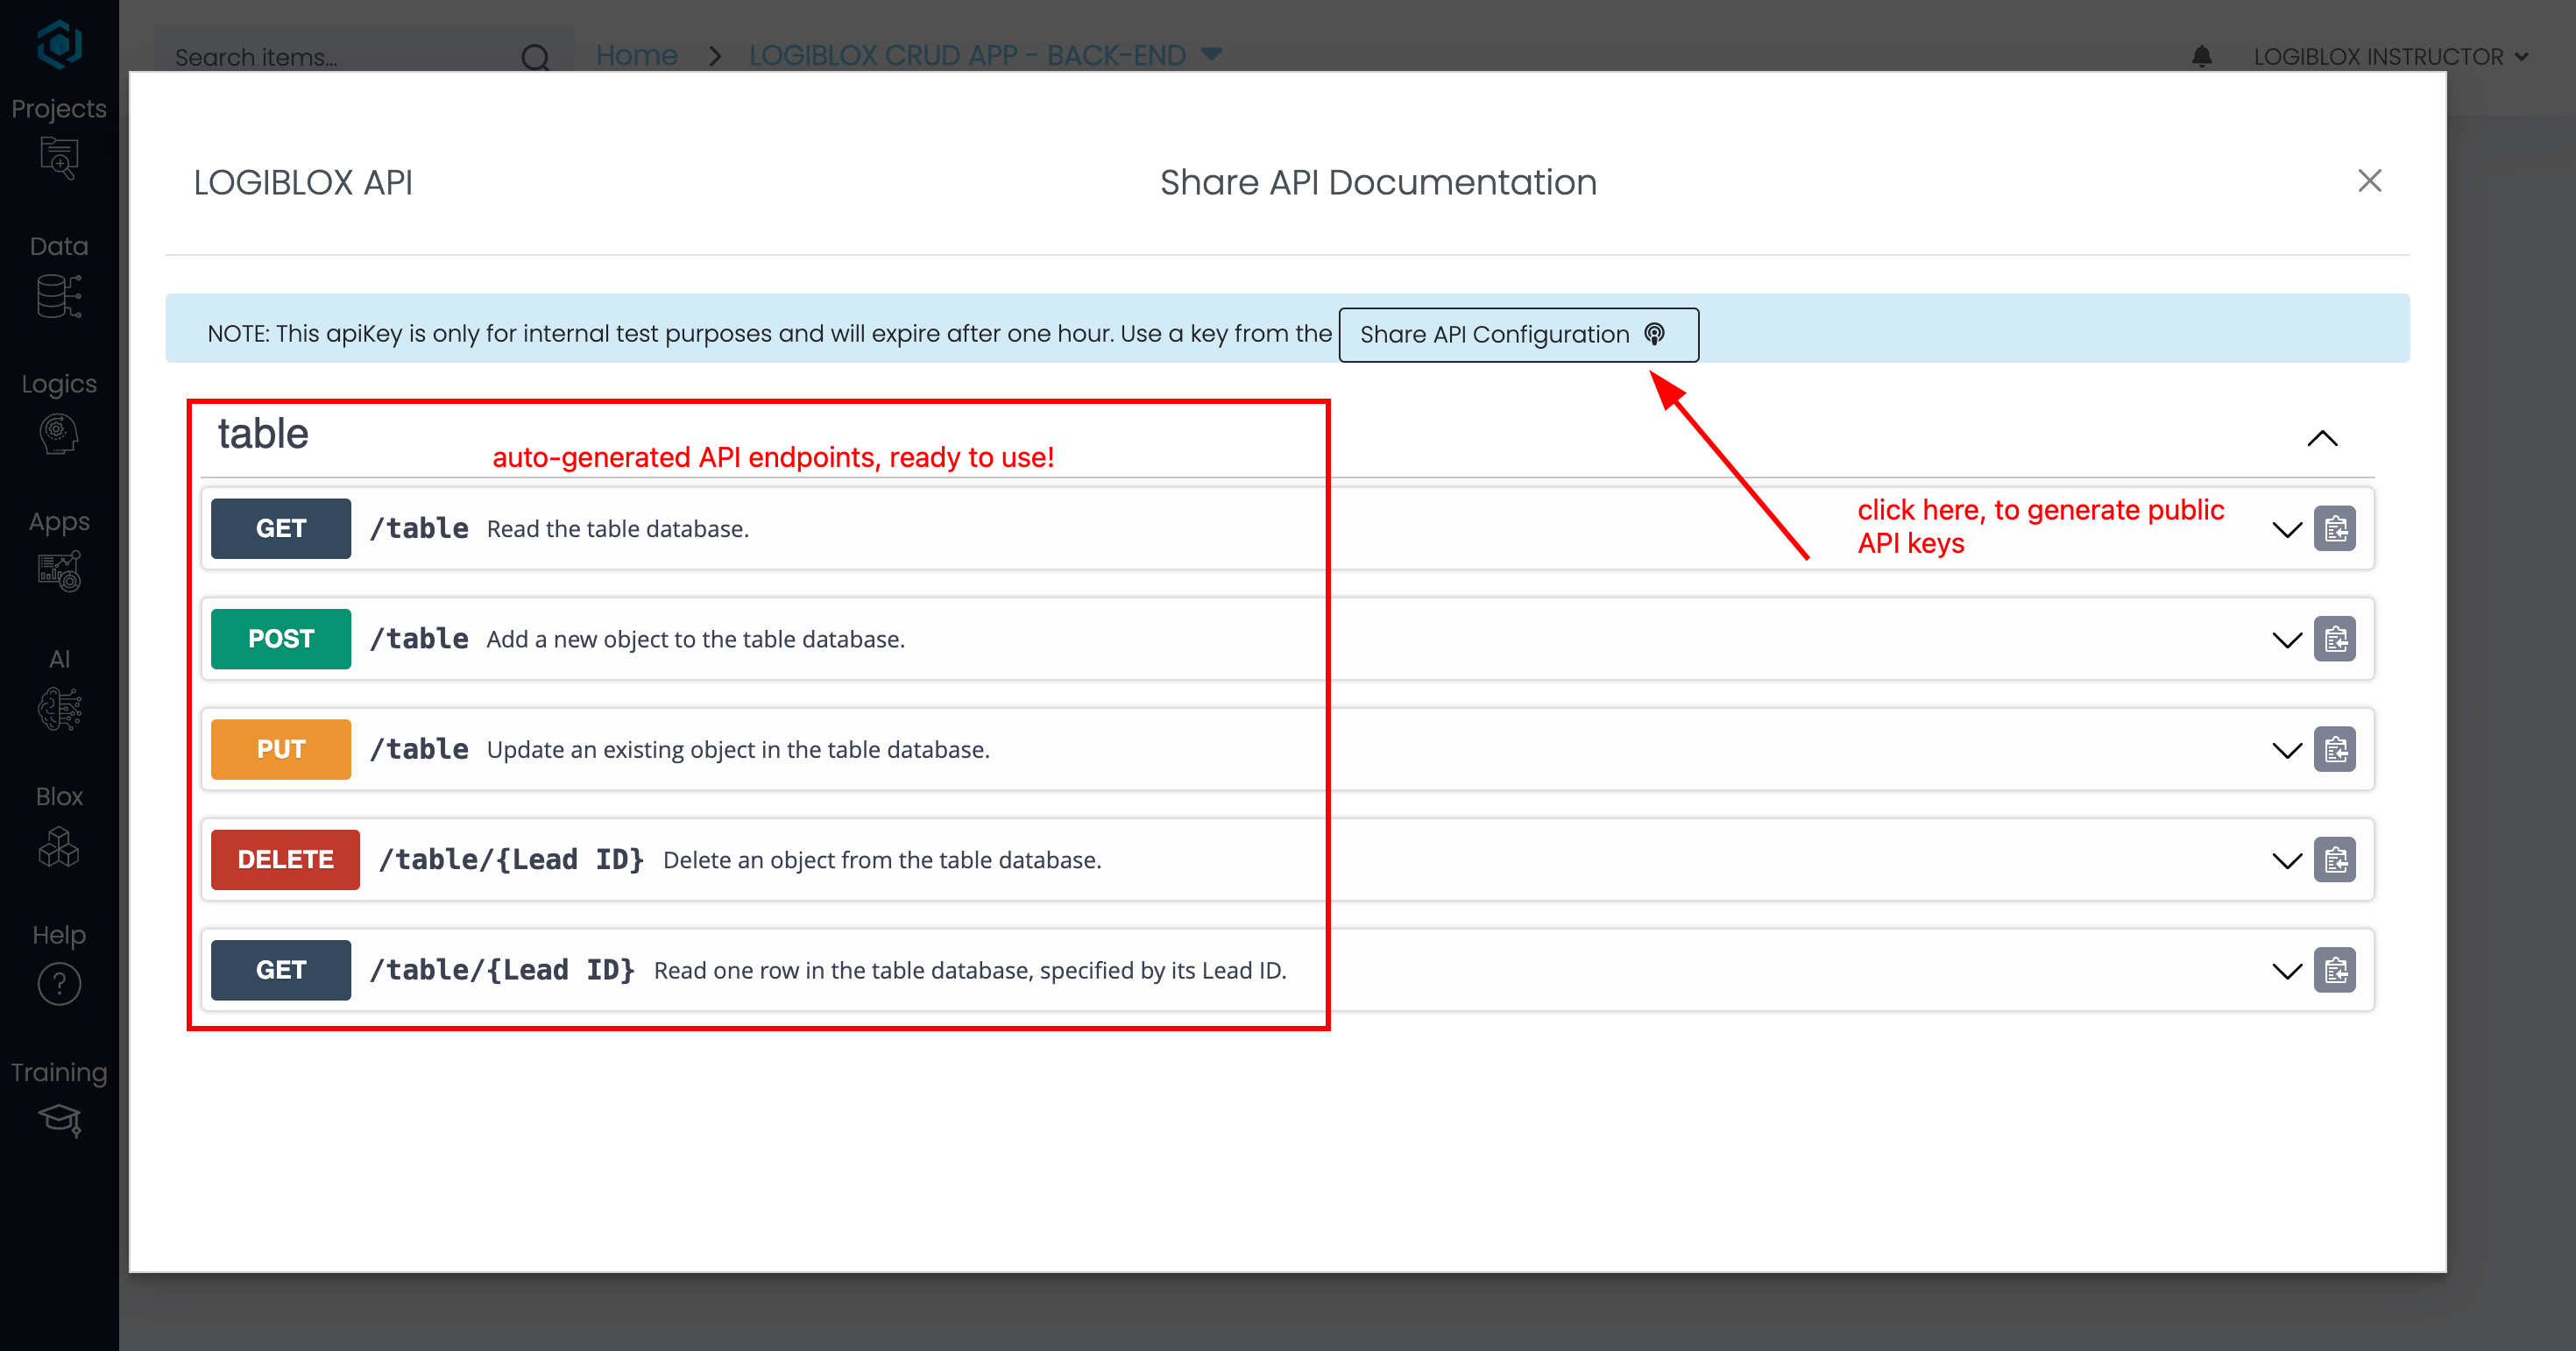 Search items...
Home > LOGIBLOX CRUD APP - BACK-END
LOGIBLOX INSTRUCTOR
Projects
Data
Logics
Apps
AI
Blox
Help
Training
LOGIBLOX API
Share API Documentation
NOTE: This apiKey is only for internal test purposes and will expire after one hour. Use a key from the Share API Configuration
table
auto-generated API endpoints, ready to use!
click here, to generate public
API keys
GET /table Read the table database.
POST /table Add a new object to the table database.
PUT /table Update an existing object in the table database.
DELETE /table/{Lead ID} Delete an object from the table database.
GET /table/{Lead ID} Read one row in the table database, specified by its Lead ID.